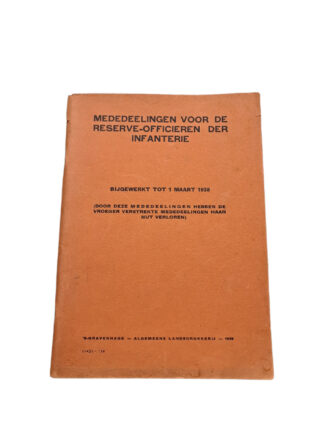 MEDEDEELINGEN VOOR DE
RESERVE-OFFICIEREN DER
INFANTERIE
BIJGEWERKT TOT 1 MAART 1938
(DOOR DEZE MEDEDEELINGEN HEBBEN DE
VROEGER VERSTREKTE MEDEDEELINGEN HAAR
NUT VERLOREN)
'S-GRAVENHAGE — ALGEMEENE LANDSDRUKKERIJ — 1938